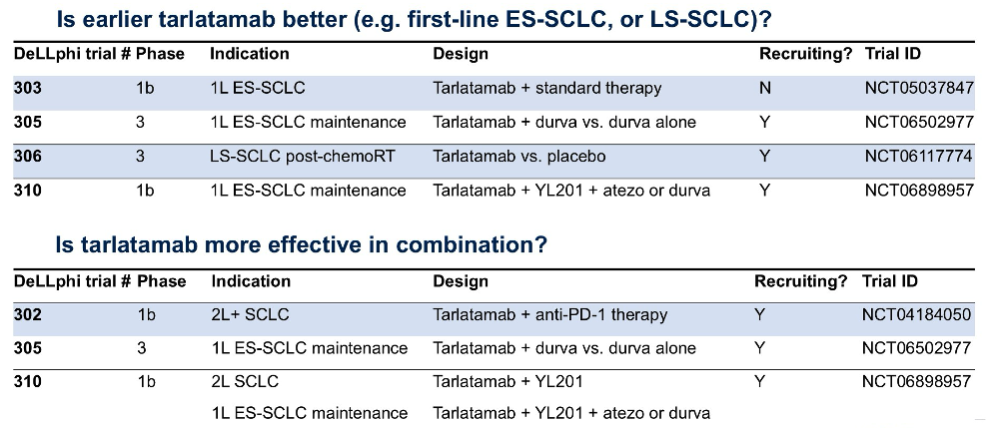 Is earlier tarlatamab better (e.g. first-line ES-SCLC, or LS-SCLC)?
DeLLphi trial # Phase Indication Design Recruiting? Trial ID
303 1b 1L ES-SCLC Tarlatamab + standard therapy N NCT05037847
305 3 1L ES-SCLC maintenance Tarlatamab + durva vs. durva alone Y NCT06502977
306 3 LS-SCLC post-chemoRT Tarlatamab vs. placebo Y NCT06117774
310 1b 1L ES-SCLC maintenance Tarlatamab + YL201 + atezo or durva Y NCT06898957
Is tarlatamab more effective in combination?
DeLLphi trial # Phase Indication Design Recruiting? Trial ID
302 1b 2L+ SCLC Tarlatamab + anti-PD-1 therapy Y NCT04184050
305 3 1L ES-SCLC maintenance Tarlatamab + durva vs. durva alone Y NCT06502977
310 1b 2L SCLC Tarlatamab + YL201 Y NCT06898957
1L ES-SCLC maintenance Tarlatamab + YL201 + atezo or durva